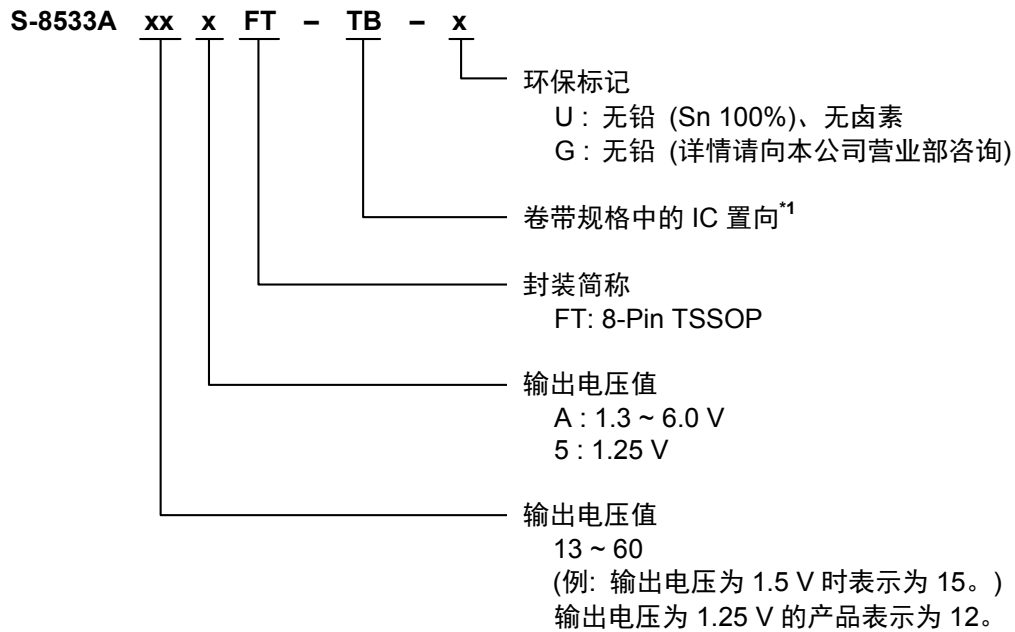 S-8533A xx x FT – TB – x
环保标记
U : 无铅 (Sn 100%)、无卤素
G : 无铅 (详情请向本公司营业部咨询)
卷带规格中的 IC 置向*1
封装简称
FT: 8-Pin TSSOP
输出电压值
A : 1.3 ~ 6.0 V
5 : 1.25 V
输出电压值
13 ~ 60
(例: 输出电压为 1.5 V 时表示为 15。)
输出电压为 1.25 V 的产品表示为 12。